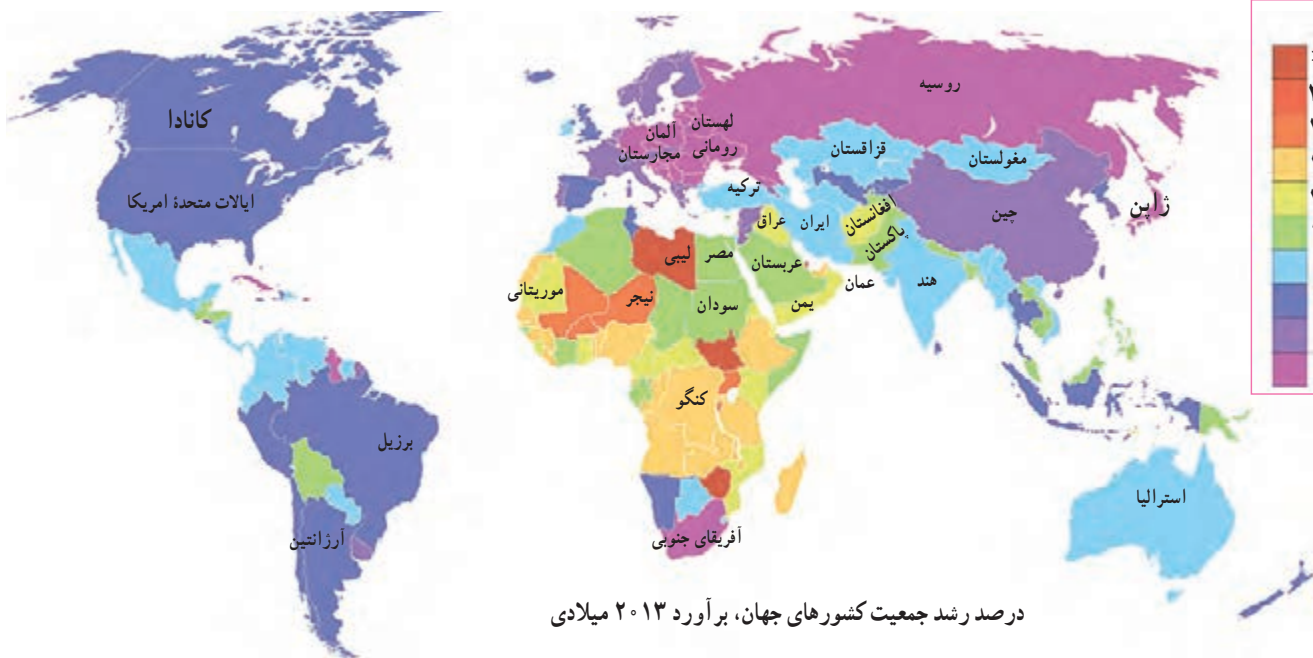 کانادا
ایالات متحدهٔ امریکا
برزیل
آرژانتین
روسیه
لهستان
آلمان
رومانی
مجارستان
قزاقستان
مغولستان
ترکیه
ژاپن
چین
افغانستان
عراق
ایران
پاکستان
لیبی
مصر
عربستان
هند
عمان
موریتانی
نیجر
سودان
یمن
کنگو
استرالیا
آفریقای جنوبی
درصد رشد جمعیت کشورهای جهان، برآورد ۲۰۱۳ میلادی